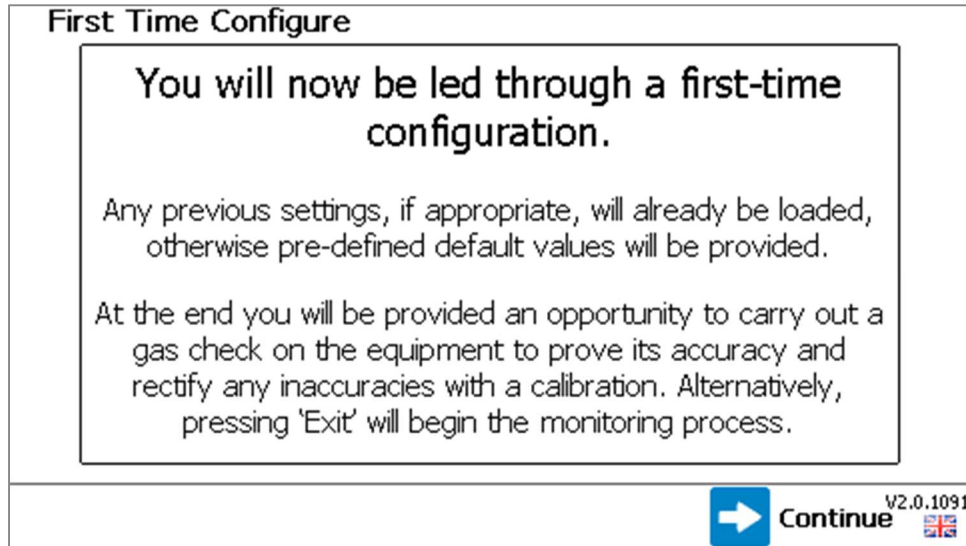 First Time Configure
You will now be led through a first-time
configuration.
Any previous settings, if appropriate, will already be loaded,
otherwise pre-defined default values will be provided.
At the end you will be provided an opportunity to carry out a
gas check on the equipment to prove its accuracy and
rectify any inaccuracies with a calibration. Alternatively,
pressing 'Exit' will begin the monitoring process.
Continue
V2.0.1091